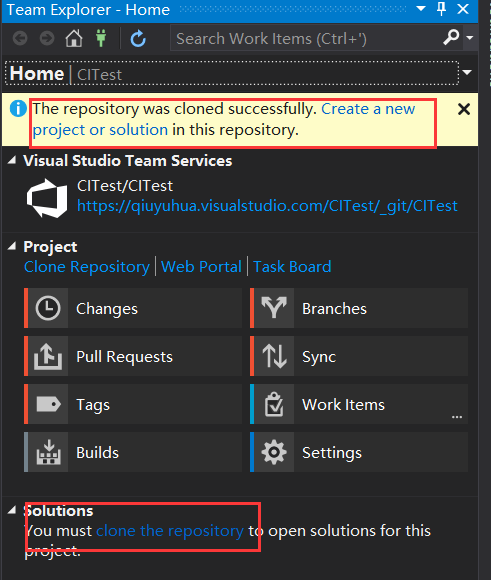 Team Explorer - Home
Search Work Items (Ctrl+')
Home | CITest
The repository was cloned successfully. Create a new
project or solution in this repository.
Visual Studio Team Services
CITest/CITest
https://qiuyuhua.visualstudio.com/CITest/_git/CITest
Project
Clone Repository | Web Portal | Task Board
Changes
Branches
Pull Requests
Sync
Tags
Work Items
...
Builds
Settings
Solutions
You must clone the repository to open solutions for this
project.